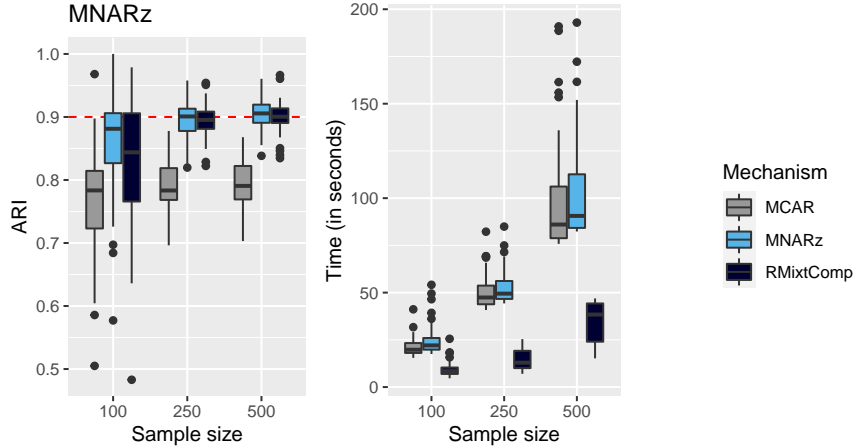 MNARz
ARI
1.0
0.9
0.8
0.7
0.6
0.5
100 250 500
Sample size
Time (in seconds)
200
150
100
50
0
100 250 500
Sample size
Mechanism
MCAR
MNARz
RMixtComp